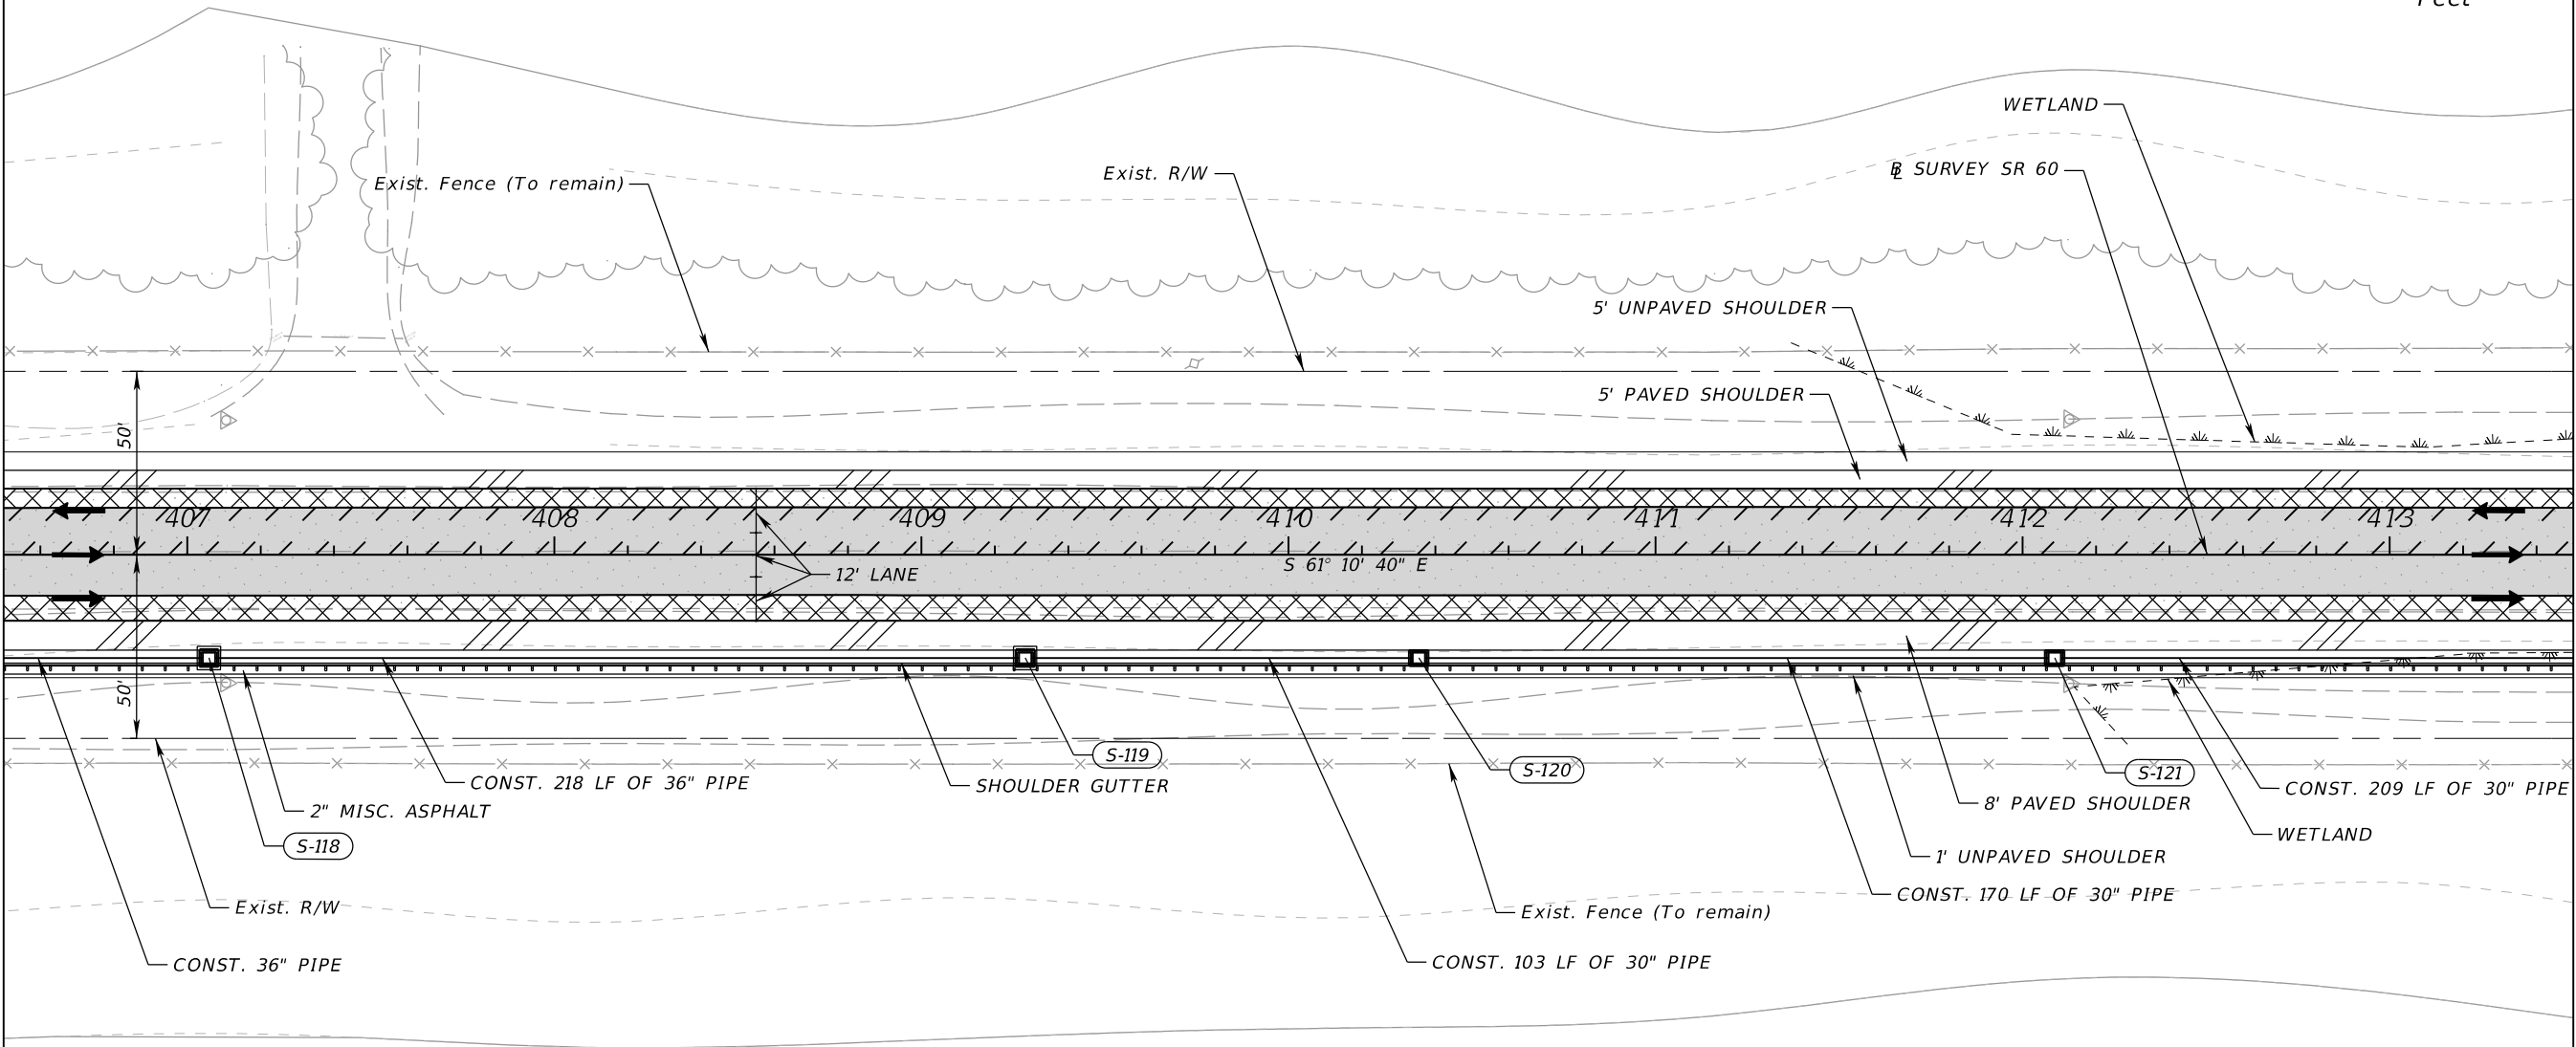 Feet
WETLAND
BL SURVEY SR 60
Exist. R/W
Exist. Fence (To remain)
5' UNPAVED SHOULDER
5' PAVED SHOULDER
50'
407
408
409
410
411
412
413
S 61° 10' 40" E
12' LANE
50'
S-119
S-120
S-121
CONST. 218 LF OF 36" PIPE
SHOULDER GUTTER
CONST. 209 LF OF 30" PIPE
8' PAVED SHOULDER
2" MISC. ASPHALT
WETLAND
S-118
1' UNPAVED SHOULDER
CONST. 170 LF OF 30" PIPE
Exist. R/W
Exist. Fence (To remain)
CONST. 36" PIPE
CONST. 103 LF OF 30" PIPE